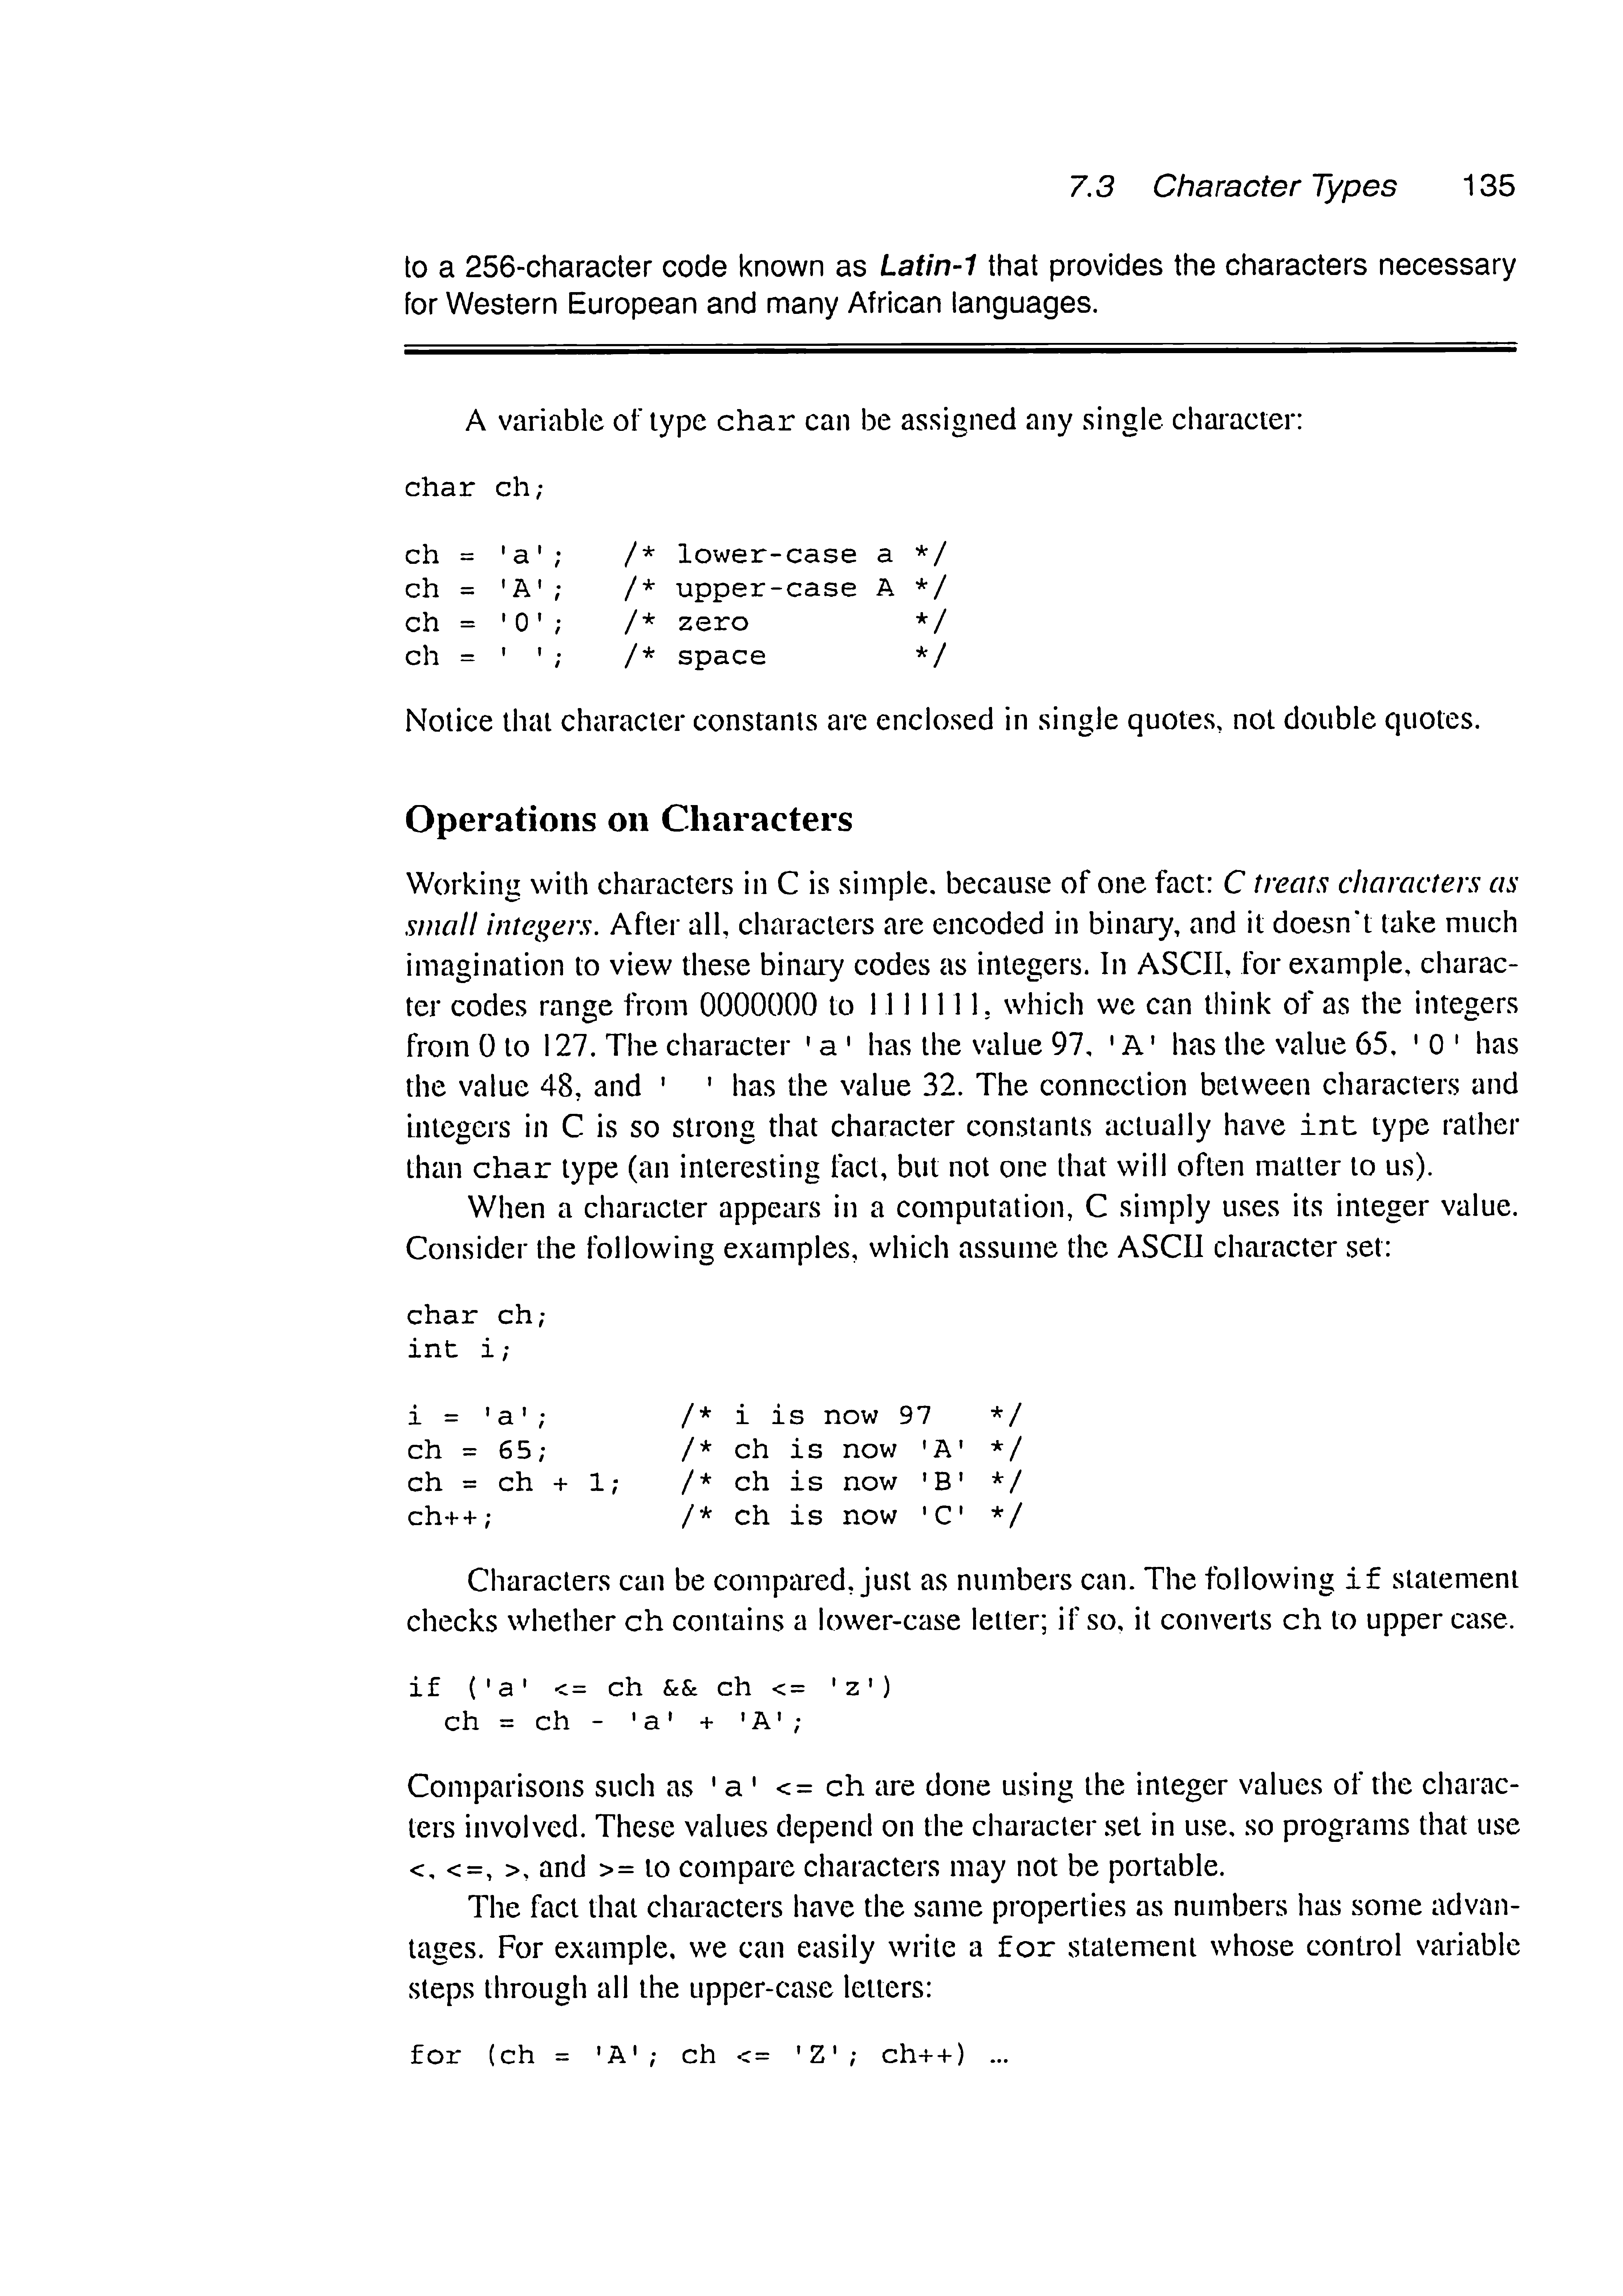 7.3 Character Types 135
to a 256-character code known as Latin-1 that provides the characters necessary
for Western European and many African languages.
A variable of type char can be assigned any single character:
char ch;
ch = 'a';   /* lower-case a */
ch = 'A';   /* upper-case A */
ch = '0';   /* zero         */
ch = ' ';   /* space        */
Notice that character constants are enclosed in single quotes, not double quotes.
Operations on Characters
Working with characters in C is simple, because of one fact: C treats characters as
small integers. After all, characters are encoded in binary, and it doesn't take much
imagination to view these binary codes as integers. In ASCII, for example, charac-
ter codes range from 0000000 to 1111111, which we can think of as the integers
from 0 to 127. The character 'a' has the value 97, 'A' has the value 65, '0' has
the value 48, and ' ' has the value 32. The connection between characters and
integers in C is so strong that character constants actually have int type rather
than char type (an interesting fact, but not one that will often matter to us).
When a character appears in a computation, C simply uses its integer value.
Consider the following examples, which assume the ASCII character set:
char ch;
int i;
i = 'a';       /* i is now 97   */
ch = 65;       /* ch is now 'A' */
ch = ch + 1;   /* ch is now 'B' */
ch++;          /* ch is now 'C' */
Characters can be compared, just as numbers can. The following if statement
checks whether ch contains a lower-case letter; if so, it converts ch to upper case.
if ('a' <= ch && ch <= 'z')
  ch = ch - 'a' + 'A';
Comparisons such as 'a' <= ch are done using the integer values of the charac-
ters involved. These values depend on the character set in use, so programs that use
<, <=, >, and >= to compare characters may not be portable.
The fact that characters have the same properties as numbers has some advan-
tages. For example, we can easily write a for statement whose control variable
steps through all the upper-case letters:
for (ch = 'A'; ch <= 'Z'; ch++) …